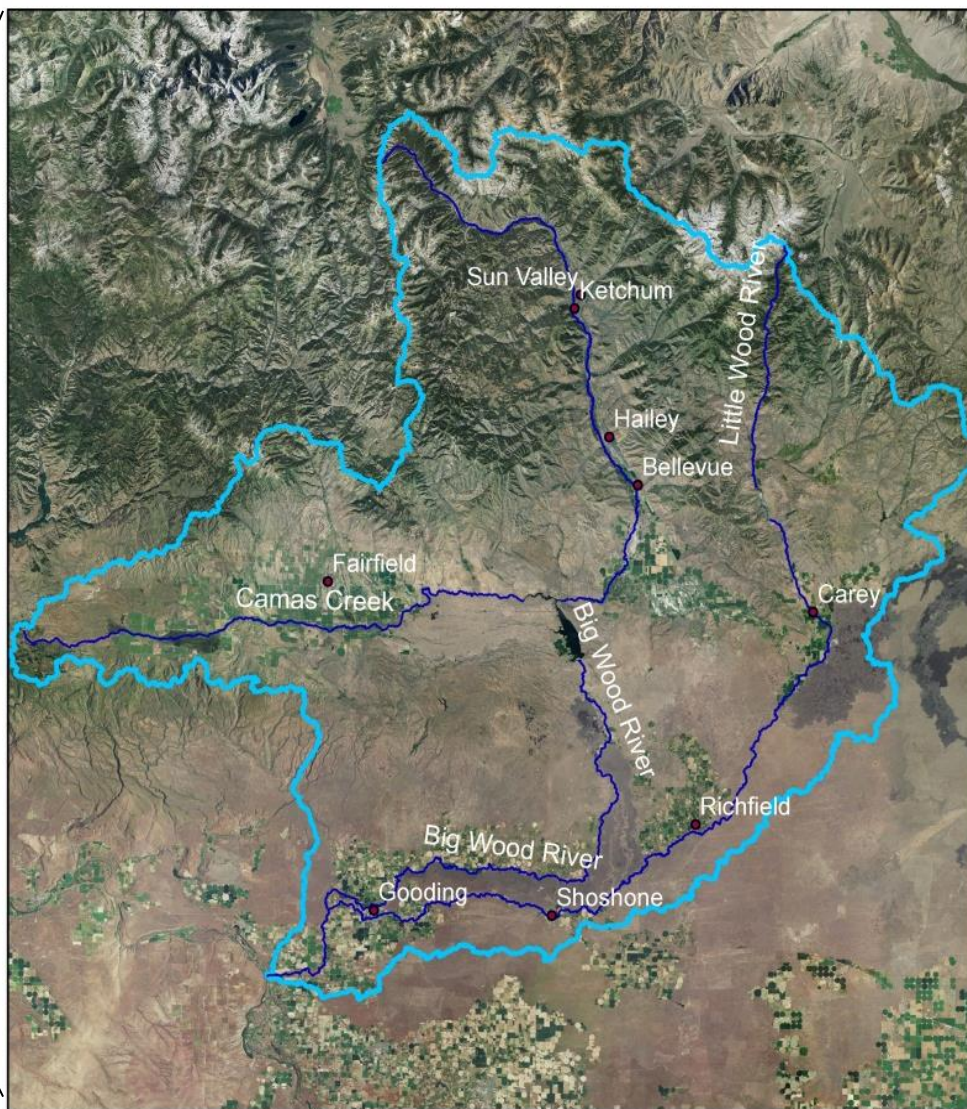 Sun Valley
Ketchum
Little Wood River
Hailey
Bellevue
Fairfield
Camas Creek
Carey
Big Wood River
Richfield
Big Wood River
Gooding
Shoshone